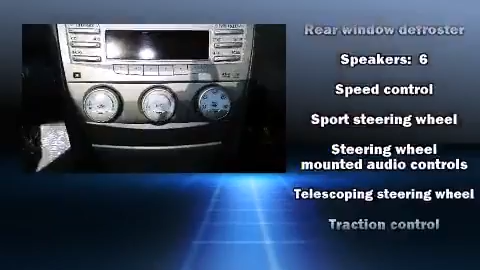 Rear window defroster
Speakers: 6
Speed control
Sport steering wheel
Steering wheel
mounted audio controls
Telescoping steering wheel
Traction control